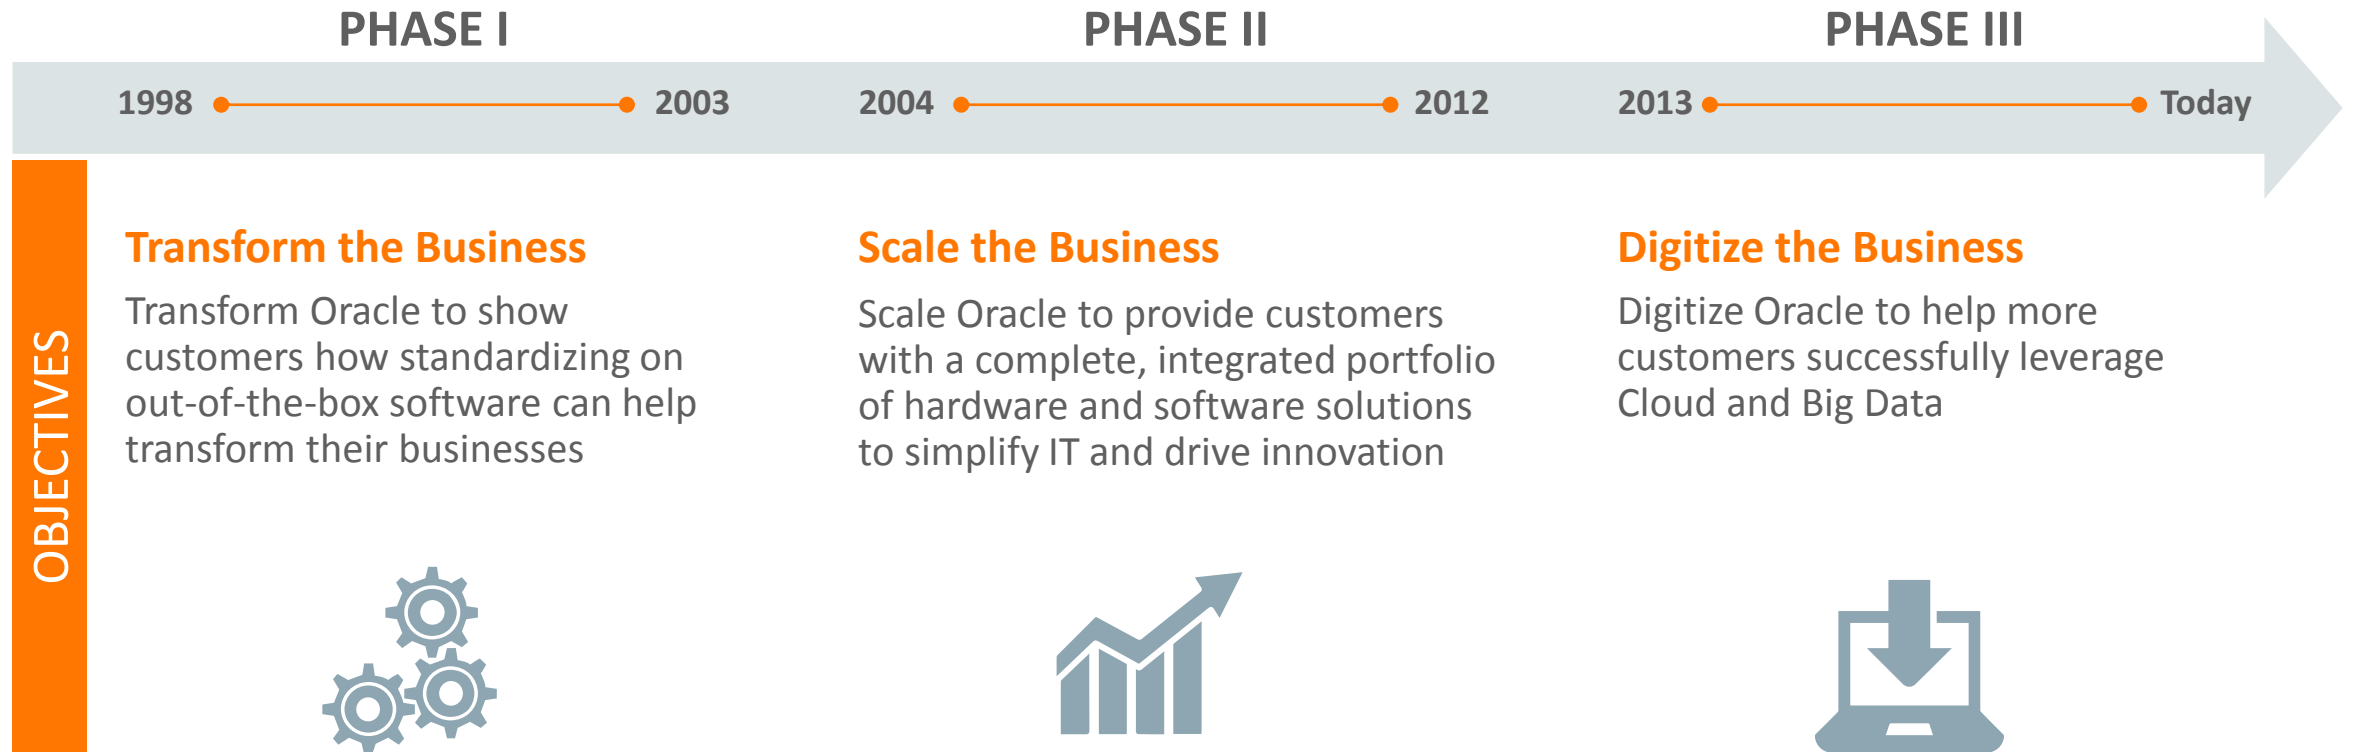 PHASE I
PHASE II
PHASE III
1998
2003
2004
2012
2013
Today
OBJECTIVES
Transform the Business
Transform Oracle to show
customers how standardizing on
out-of-the-box software can help
transform their businesses
Scale the Business
Scale Oracle to provide customers
with a complete, integrated portfolio
of hardware and software solutions
to simplify IT and drive innovation
Digitize the Business
Digitize Oracle to help more
customers successfully leverage
Cloud and Big Data